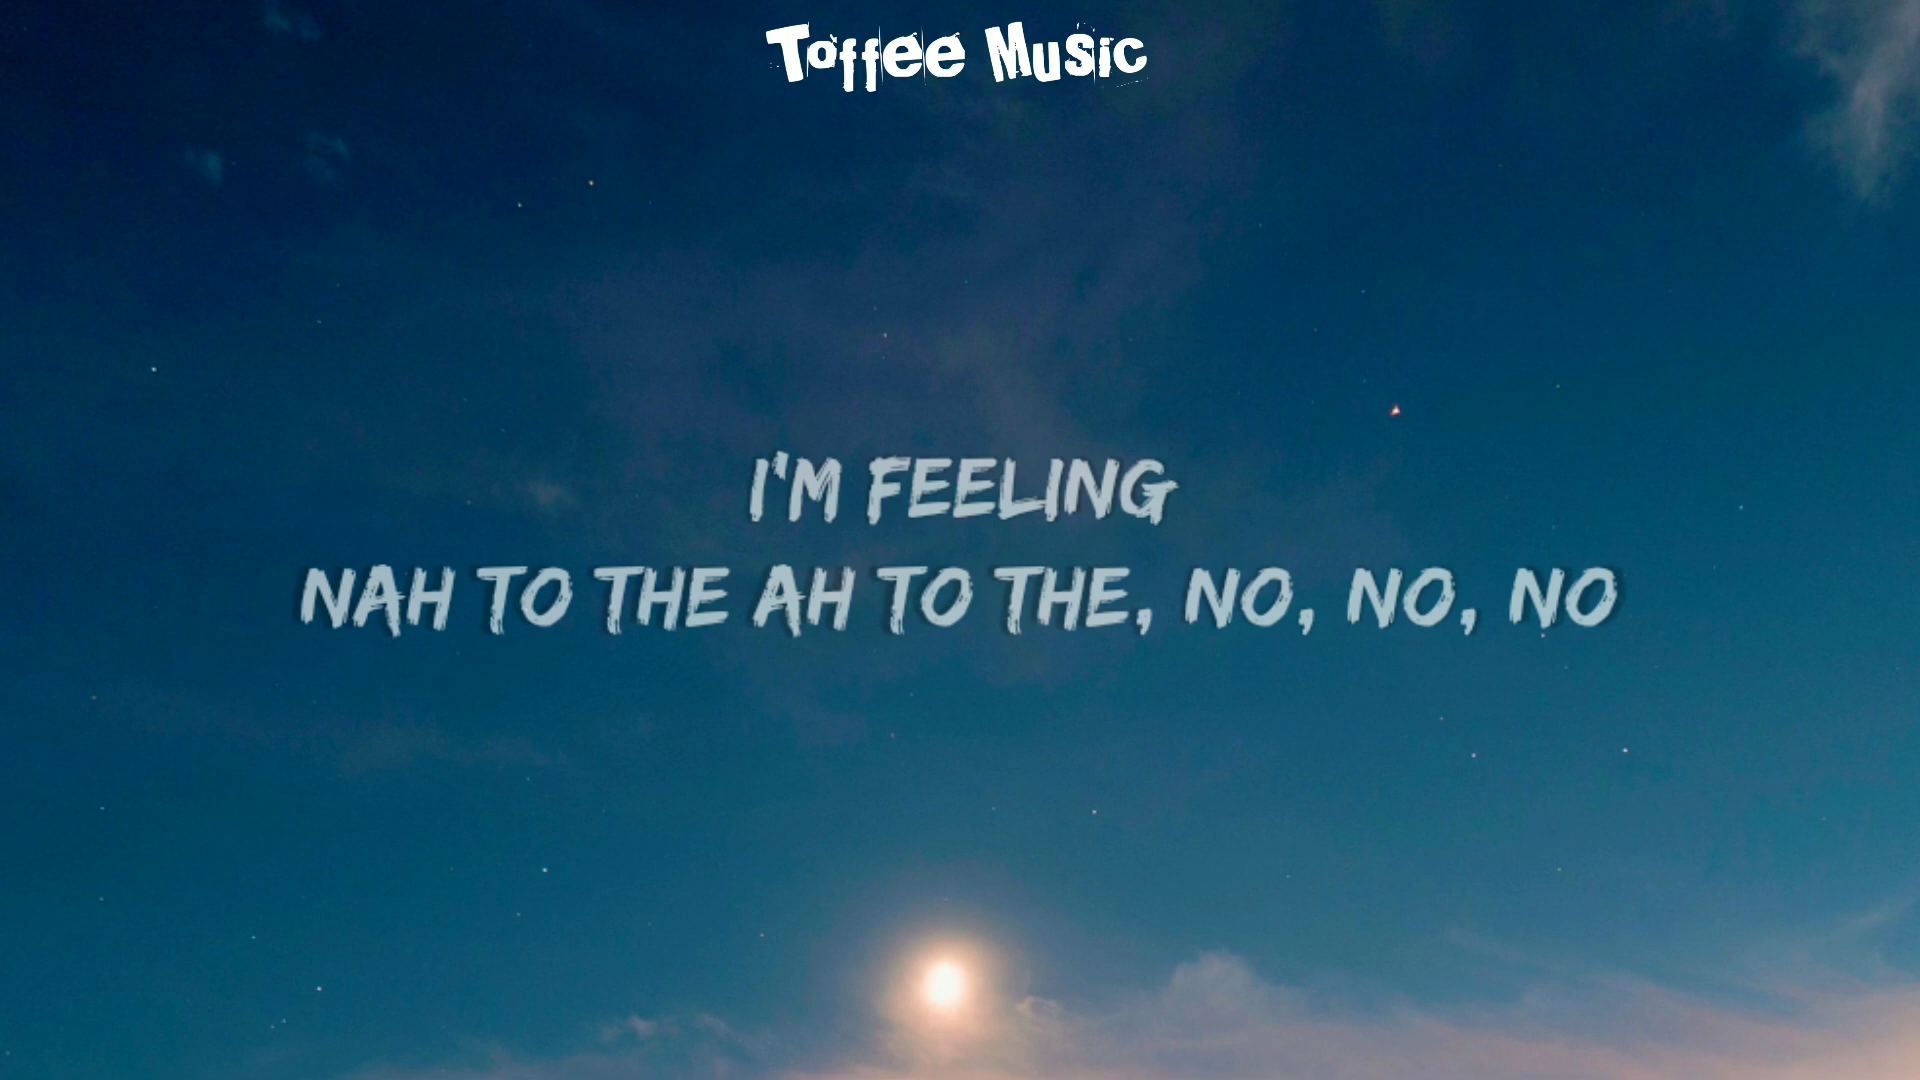 Toffee Music
I'M FEELING
NAH TO THE AH TO THE, NO, NO, NO